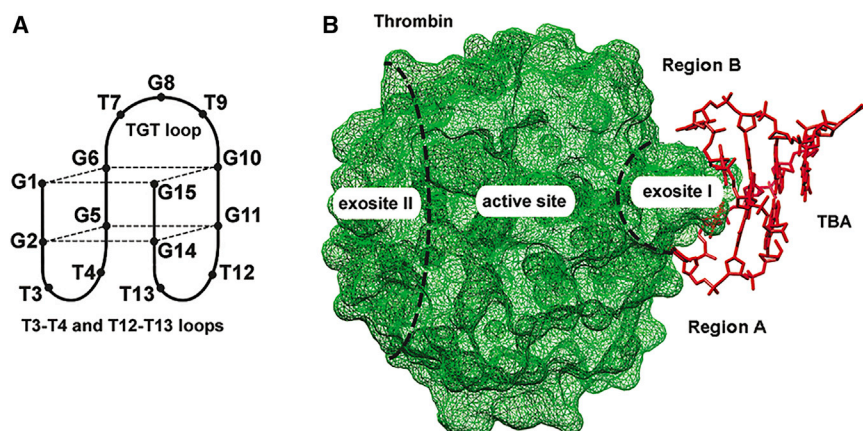 A
G8
T7
T9
TGT loop
G6
G10
G1
G15
G5
G11
G2
G14
T4
T12
T3
T13
T3-T4 and T12-T13 loops
B
Thrombin
Region B
exosite II
active site
exosite I
TBA
Region A